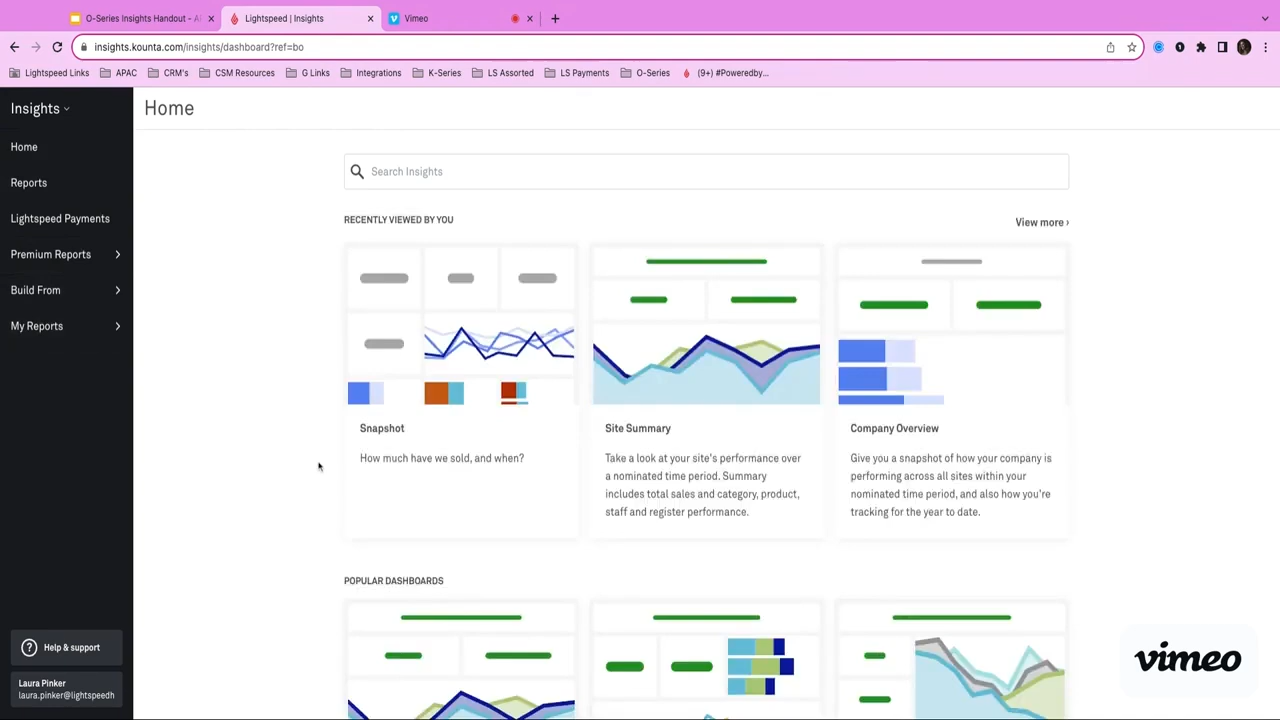 O-Series Insights Handout - A
Lightspeed | Insights
Vimeo
insights.kounta.com/insights/dashboard?ref=bo
Lightspeed Links
APAC
CRM's
CSM Resources
G Links
Integrations
K-Series
LS Assorted
LS Payments
O-Series
(9+) #Poweredby...
Insights
Home
Home
Reports
Lightspeed Payments
Premium Reports
Build From
My Reports
Help & support
Laura Pinker
laura.pinker@lightspeedh
Search Insights
RECENTLY VIEWED BY YOU
View more ›
Snapshot
How much have we sold, and when?
Site Summary
Take a look at your site's performance over
a nominated time period. Summary
includes total sales and category, product,
staff and register performance.
Company Overview
Give you a snapshot of how your company is
performing across all sites within your
nominated time period, and also how you're
tracking for the year to date.
POPULAR DASHBOARDS
vimeo